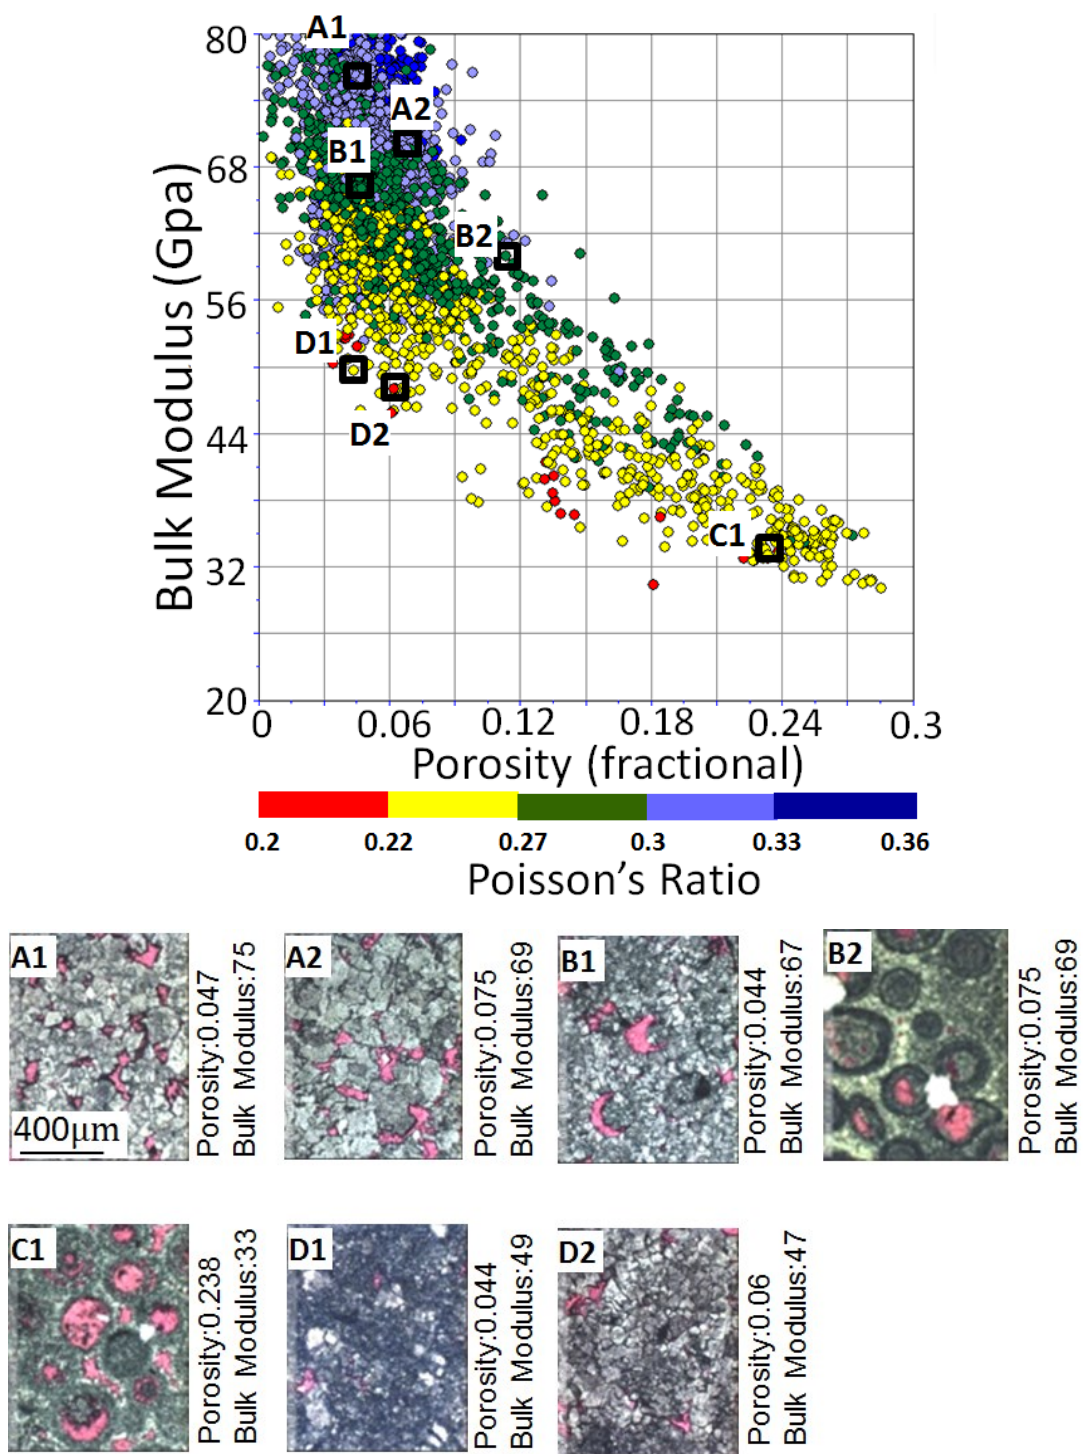 A1
A2
B1
B2
D1
D2
C1
80
68
56
44
32
20
Bulk Modulus (Gpa)
0
0.06
0.12
0.18
0.24
0.3
Porosity (fractional)
0.2
0.22
0.27
0.3
0.33
0.36
Poisson's Ratio
A1
400μm
Porosity:0.047
Bulk Modulus:75
A2
Porosity:0.075
Bulk Modulus:69
B1
Porosity:0.044
Bulk Modulus:67
B2
Porosity:0.075
Bulk Modulus:69
C1
Porosity:0.238
Bulk Modulus:33
D1
Porosity:0.044
Bulk Modulus:49
D2
Porosity:0.06
Bulk Modulus:47